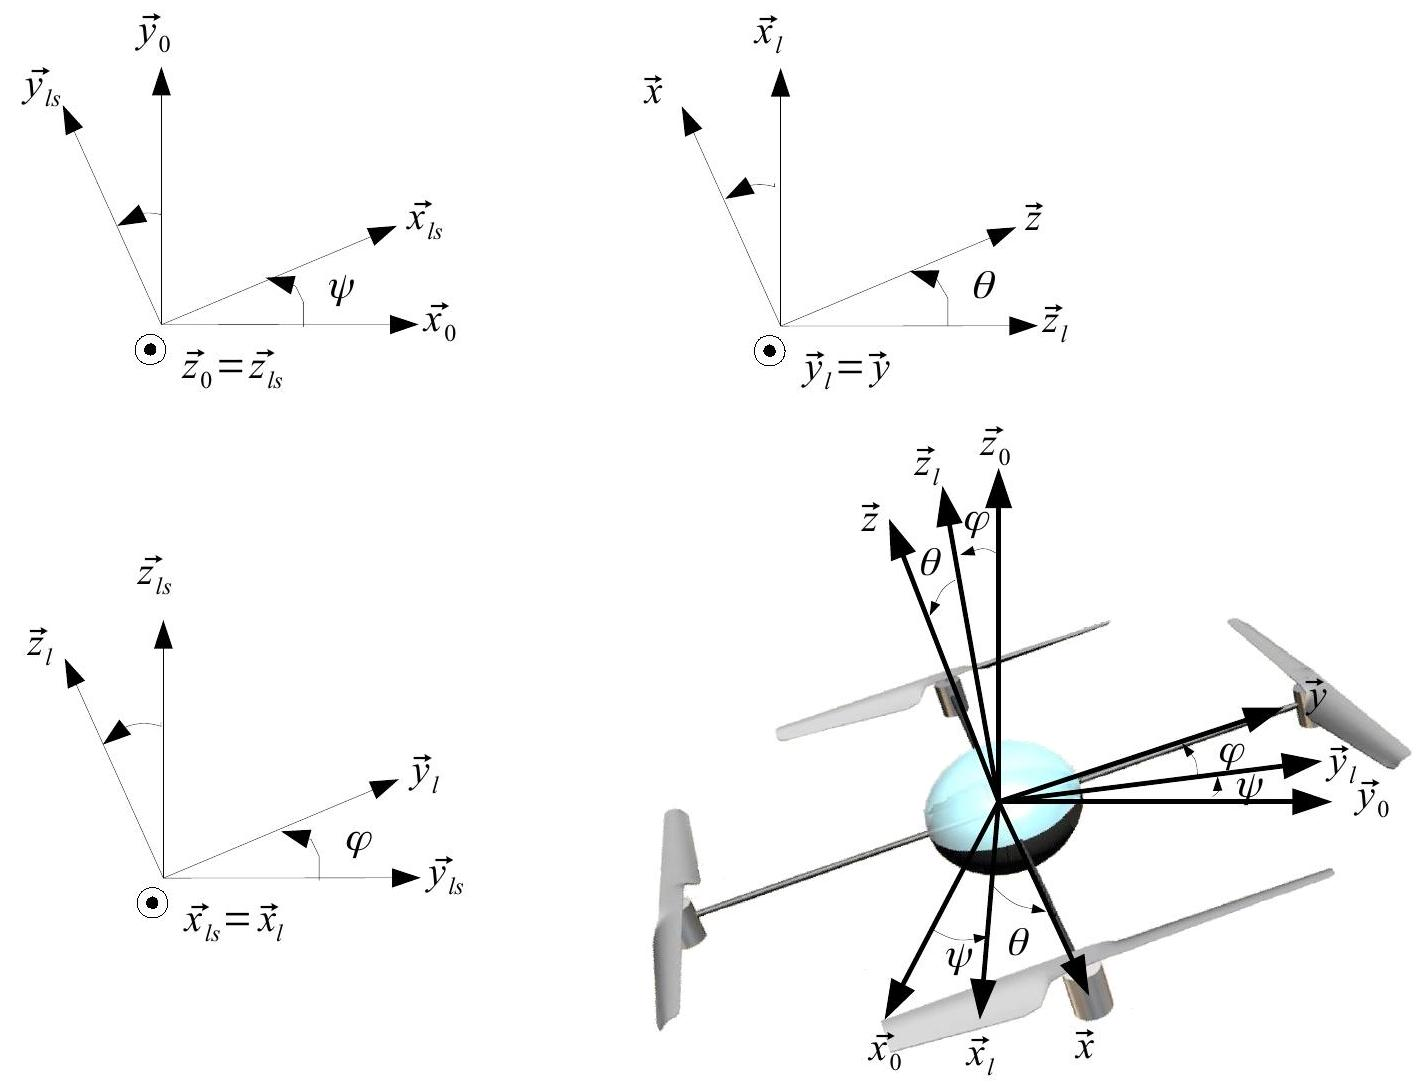 y⃗₀
y⃗ₗₛ
x⃗ₗₛ
ψ
x⃗₀
z⃗₀=z⃗ₗₛ
x⃗ₗ
x⃗
z⃗
θ
z⃗ₗ
y⃗ₗ=y⃗
z⃗ₗₛ
z⃗ₗ
y⃗ₗ
φ
y⃗ₗₛ
x⃗ₗₛ=x⃗ₗ
z⃗₀
z⃗ₗ
z⃗
φ
θ
y⃗
φ
y⃗ₗ
ψ
y⃗₀
ψ
θ
x⃗₀
x⃗ₗ
x⃗